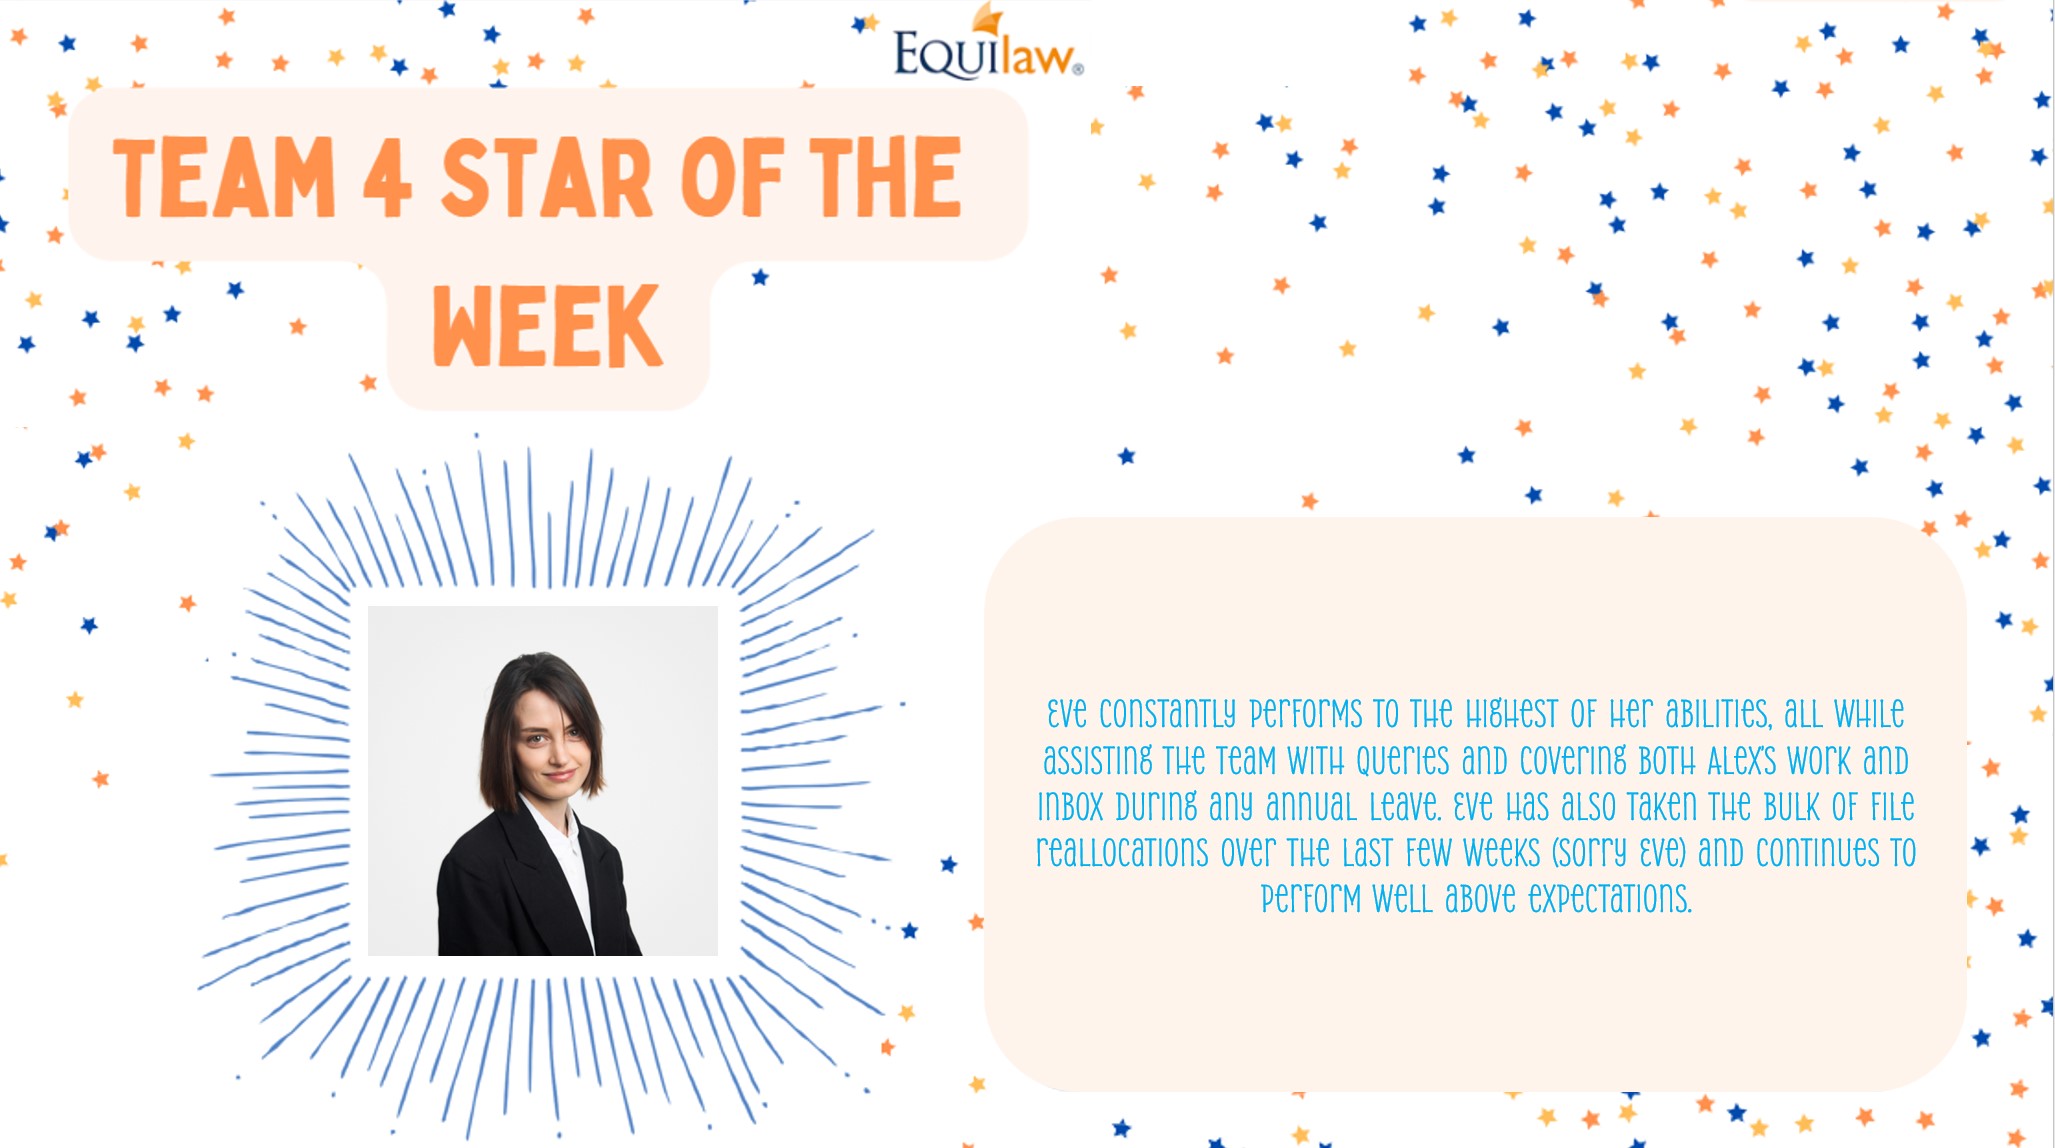 EQUIlaw®
TEAM 4 STAR OF THE
WEEK
Eve constantly performs to the highest of her abilities, all while
assisting the team with queries and covering both Alex's work and
inbox during any annual leave. Eve has also taken the bulk of file
reallocations over the last few weeks (sorry Eve) and continues to
perform well above expectations.